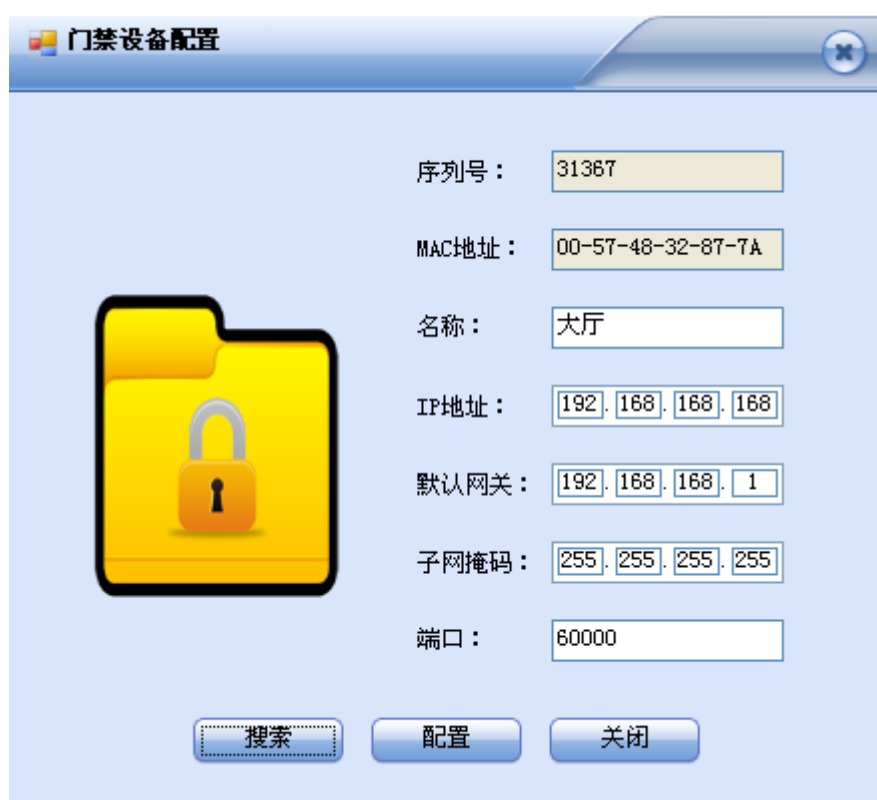 门禁设备配置
序列号： 31367
MAC地址： 00-57-48-32-87-7A
名称： 大厅
IP地址： 192. 168. 168. 168
默认网关： 192. 168. 168. 1
子网掩码： 255. 255. 255. 255
端口： 60000
搜索 配置 关闭